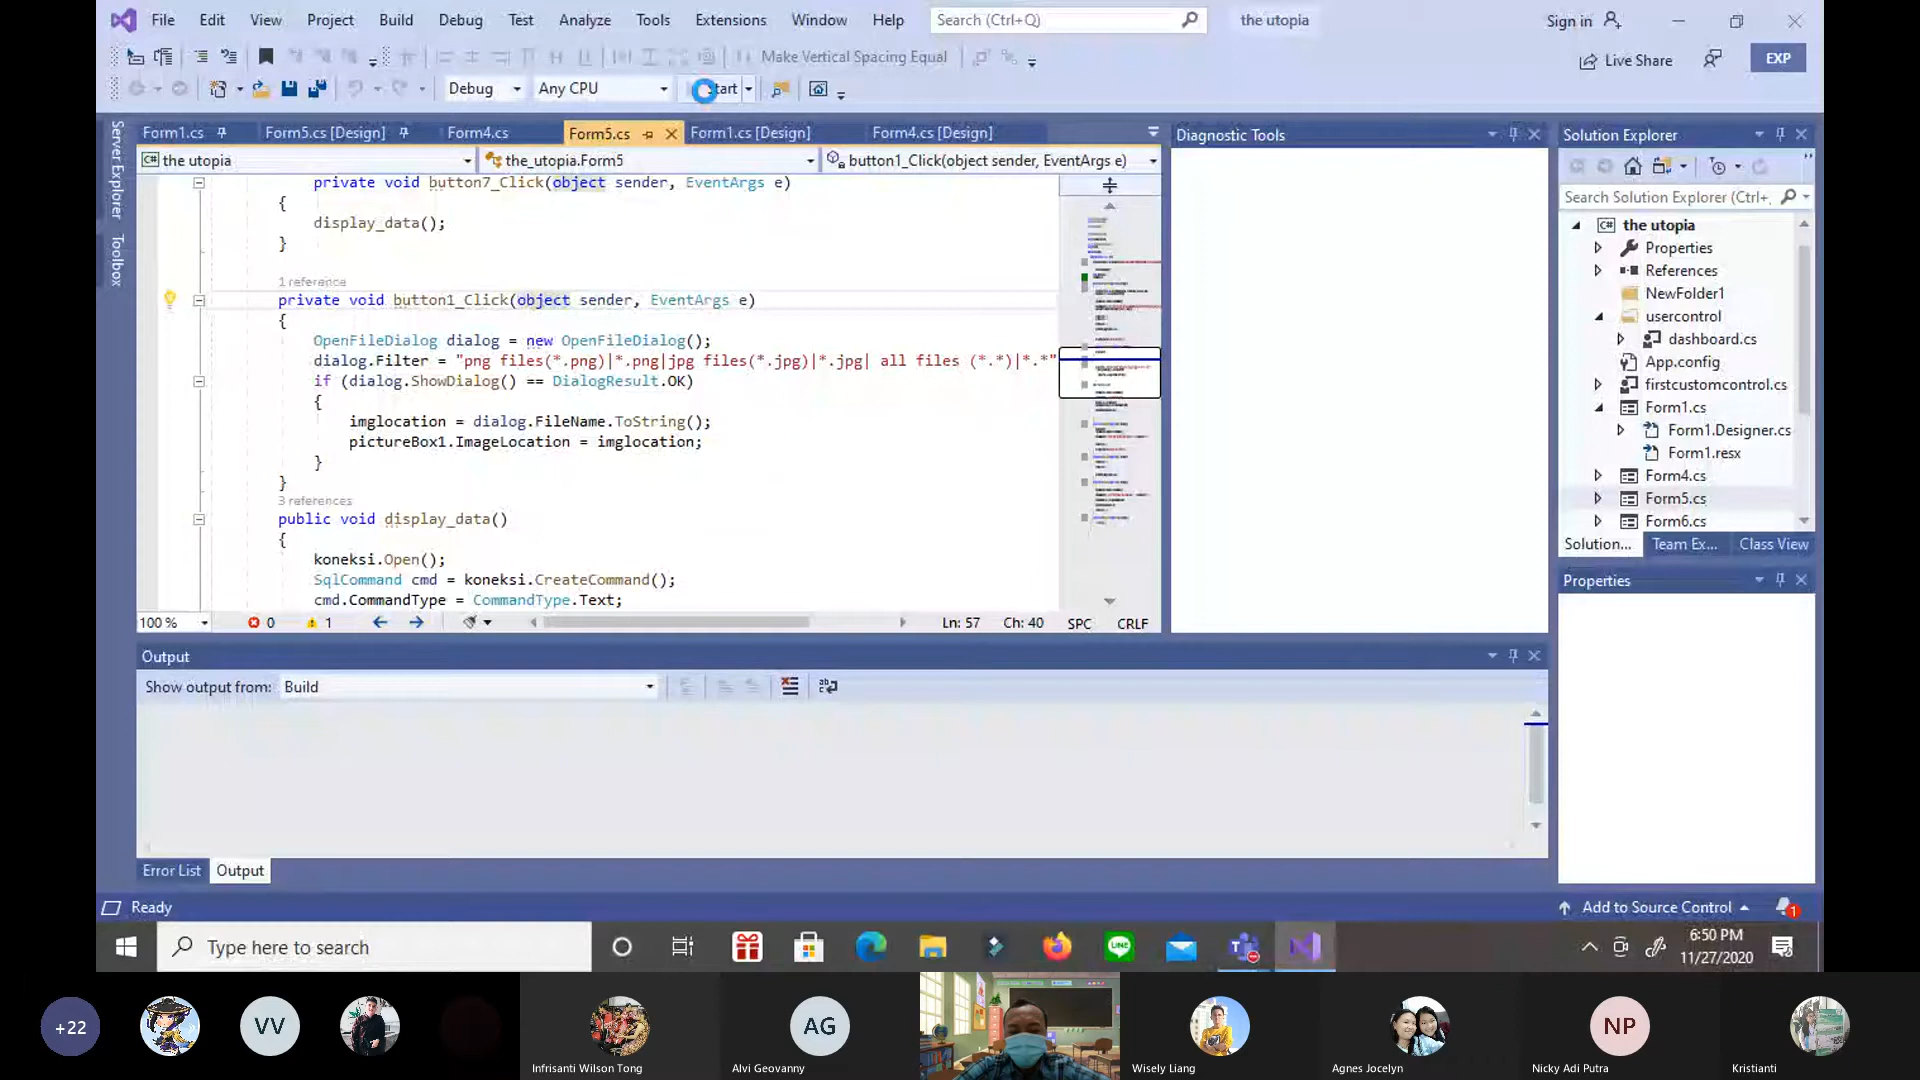 File Edit View Project Build Debug Test Analyze Tools Extensions Window Help Search (Ctrl+Q) the utopia Sign in
Make Vertical Spacing Equal Live Share EXP
Debug Any CPU Start
Form1.cs Form5.cs [Design] Form4.cs Form5.cs Form1.cs [Design] Form4.cs [Design]
the utopia the_utopia.Form5 button1_Click(object sender, EventArgs e)
Server Explorer
Toolbox
private void button7_Click(object sender, EventArgs e)
{
display_data();
}
1 reference
private void button1_Click(object sender, EventArgs e)
{
OpenFileDialog dialog = new OpenFileDialog();
dialog.Filter = "png files(*.png)|*.png|jpg files(*.jpg)|*.jpg| all files (*.*)|*.*"
if (dialog.ShowDialog() == DialogResult.OK)
{
imglocation = dialog.FileName.ToString();
pictureBox1.ImageLocation = imglocation;
}
}
3 references
public void display_data()
{
koneksi.Open();
SqlCommand cmd = koneksi.CreateCommand();
cmd.CommandType = CommandType.Text;
100 % 0 1 Ln: 57 Ch: 40 SPC CRLF
Diagnostic Tools
Solution Explorer
Search Solution Explorer (Ctrl+
the utopia
Properties
References
NewFolder1
usercontrol
dashboard.cs
App.config
firstcustomcontrol.cs
Form1.cs
Form1.Designer.cs
Form1.resx
Form4.cs
Form5.cs
Form6.cs
Solution... Team Ex... Class View
Properties
Output
Show output from: Build
Error List Output
Ready Add to Source Control 1
Type here to search LINE 6:50 PM
11/27/2020
+22 VV AG NP
Infrisanti Wilson Tong Alvi Geovanny Wisely Liang Agnes Jocelyn Nicky Adi Putra Kristianti